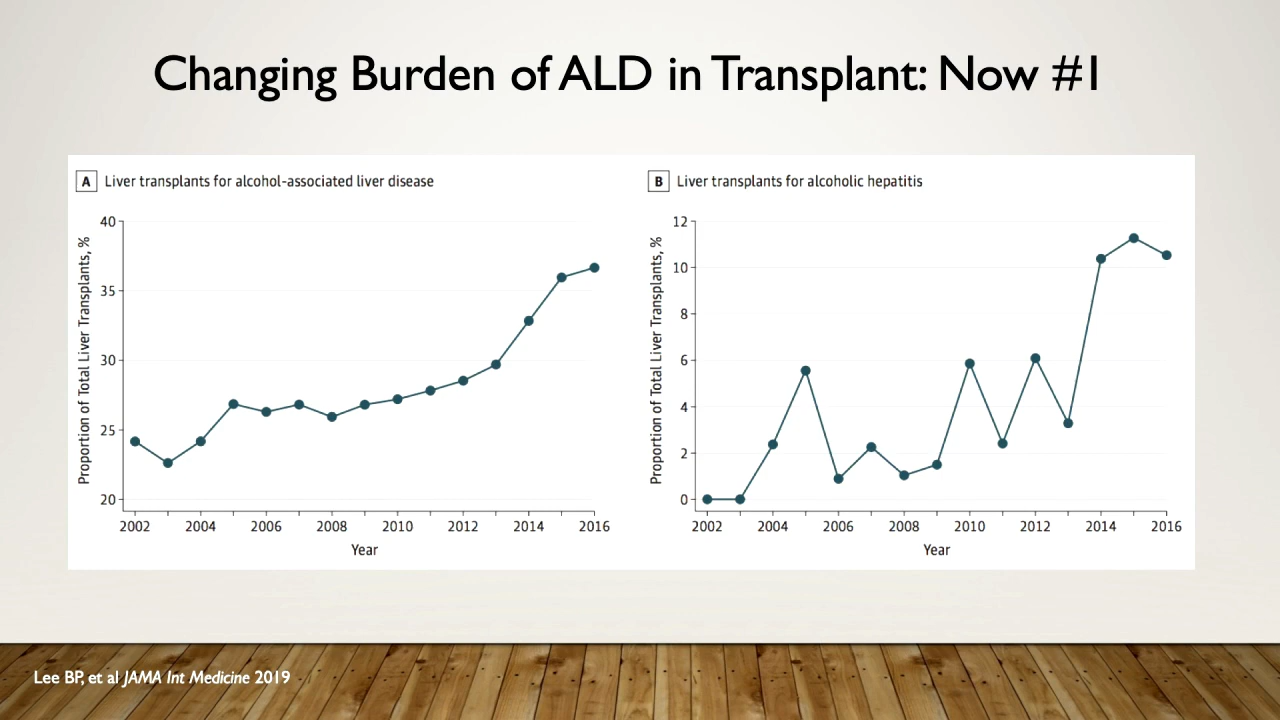 Changing Burden of ALD in Transplant: Now #1
A Liver transplants for alcohol-associated liver disease
Proportion of Total Liver Transplants, %
40
35
30
25
20
2002 2004 2006 2008 2010 2012 2014 2016
Year
B Liver transplants for alcoholic hepatitis
Proportion of Total Liver Transplants, %
12
10
8
6
4
2
0
2002 2004 2006 2008 2010 2012 2014 2016
Year
Lee BP, et al JAMA Int Medicine 2019